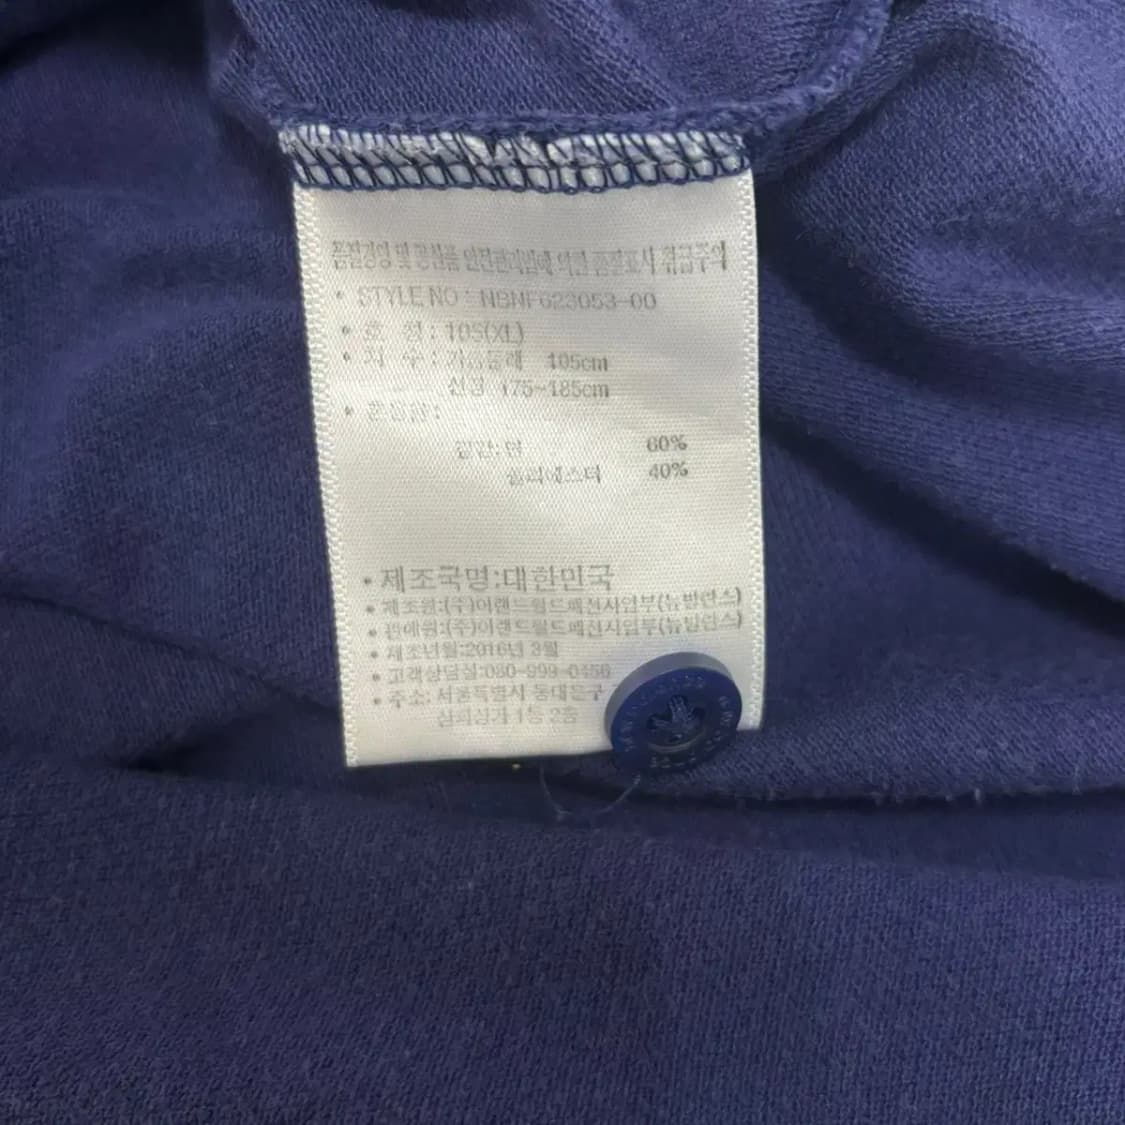 품질경영 및 공산품 안전관리법에 의한 품질표시 취급주의
• STYLE NO : NBNF623053-00
• 호 칭 : 105(XL)
• 치 수 : 가슴둘레 105cm
신장 175~185cm
• 혼용율 :
겉감:면 60%
폴리에스터 40%
• 제조국명:대한민국
• 제조원:(주)이랜드월드패션사업부(뉴발란스)
• 판매원:(주)이랜드월드패션사업부(뉴발란스)
• 제조년월:2016년 3월
• 고객상담실:080-999-0456
• 주소: 서울특별시 동대문구
1동 2층